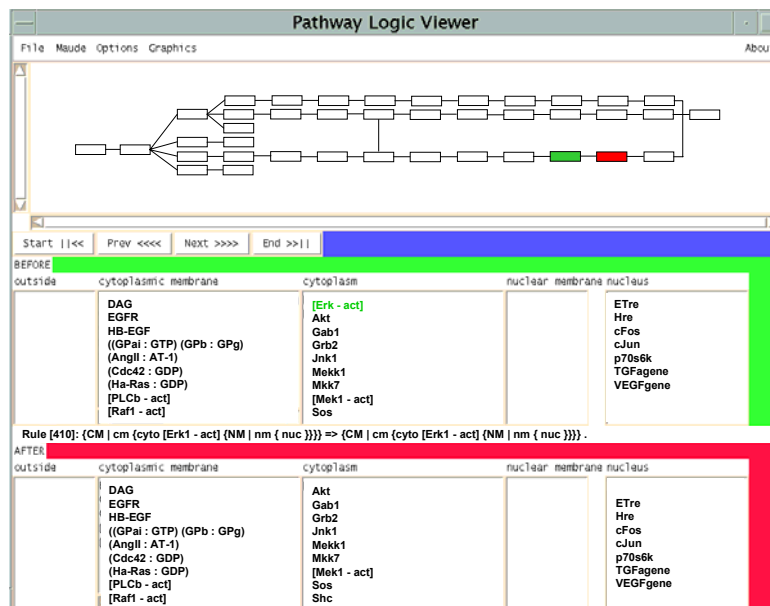 Pathway Logic Viewer
File Maude Options Graphics Abou
Start ||<< Prev <<<< Next >>>> End >>||
BEFORE
outside cytoplasmic membrane cytoplasm nuclear membrane nucleus
DAG [Erk - act] ETre
EGFR Akt Hre
HB-EGF Gab1 cFos
((GPai : GTP) (GPb : GPg) Grb2 cJun
(AngII : AT-1) Jnk1 p70s6k
(Cdc42 : GDP) Mekk1 TGFagene
(Ha-Ras : GDP) Mkk7 VEGFgene
[PLCb - act] [Mek1 - act]
[Raf1 - act] Sos
Rule [410]: {CM | cm {cyto [Erk1 - act] {NM | nm { nuc }}}} => {CM | cm {cyto [Erk1 - act] {NM | nm { nuc }}}} .
AFTER
outside cytoplasmic membrane cytoplasm nuclear membrane nucleus
DAG Akt
EGFR Gab1 ETre
HB-EGF Grb2 Hre
((GPai : GTP) (GPb : GPg) Jnk1 cFos
(AngII : AT-1) Mekk1 cJun
(Cdc42 : GDP) Mkk7 p70s6k
(Ha-Ras : GDP) [Mek1 - act] TGFagene
[PLCb - act] Sos VEGFgene
[Raf1 - act] Shc